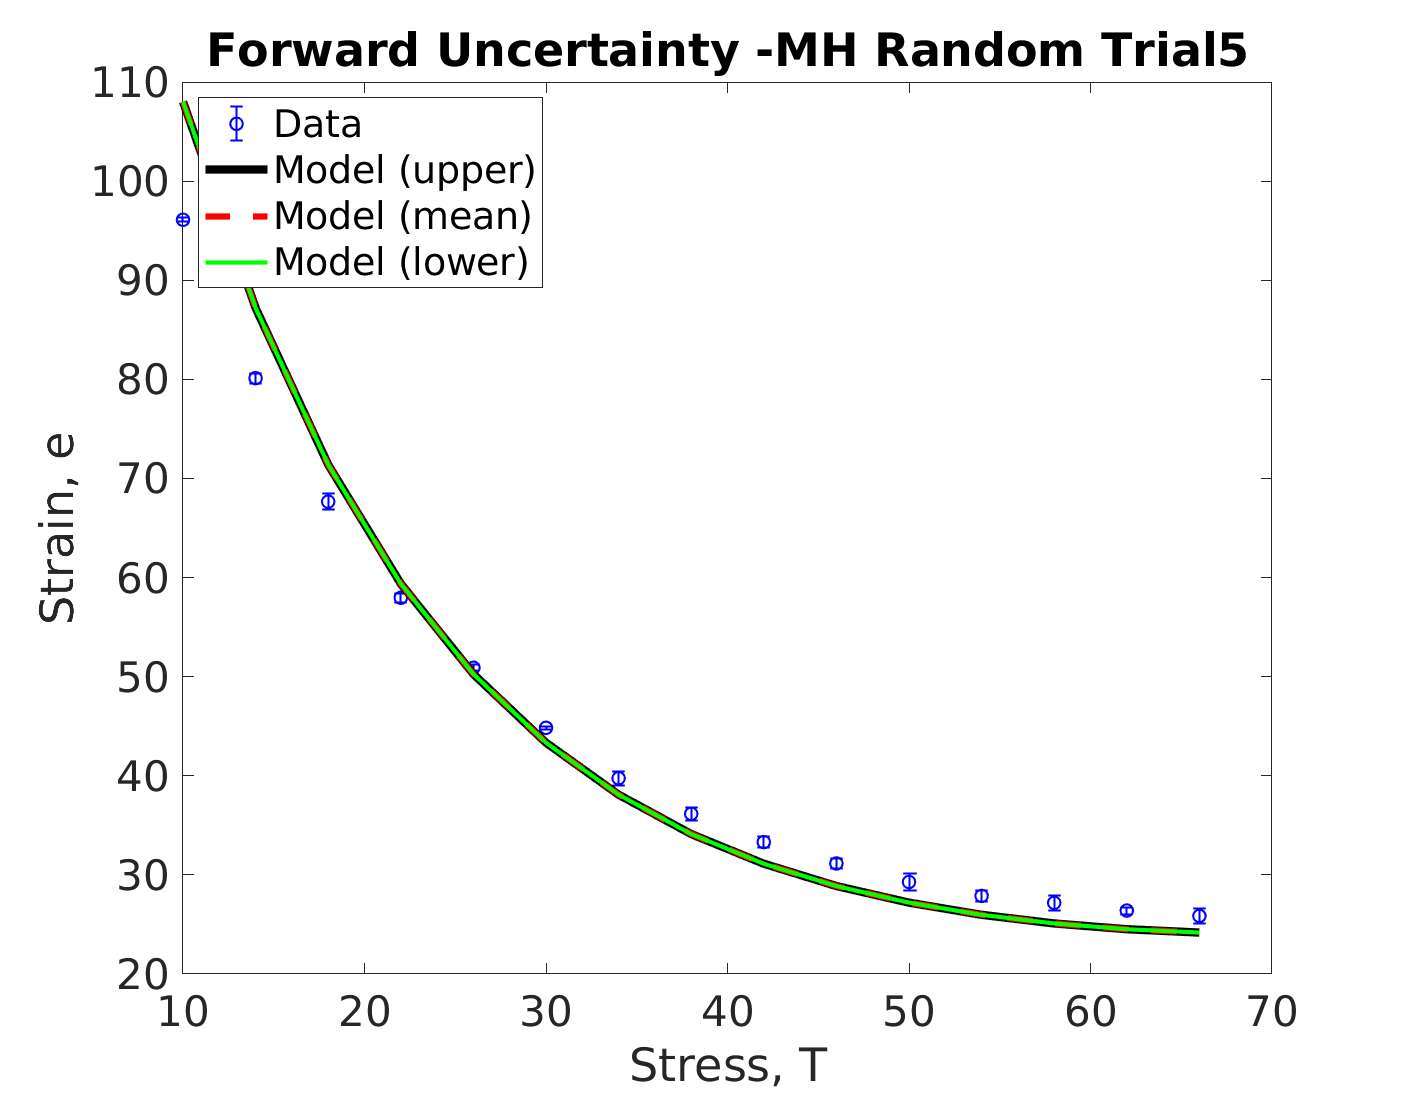 Forward Uncertainty -MH Random Trial5
110
100
90
80
70
60
50
40
30
20
Data
Model (upper)
Model (mean)
Model (lower)
Strain, e
10 20 30 40 50 60 70
Stress, T